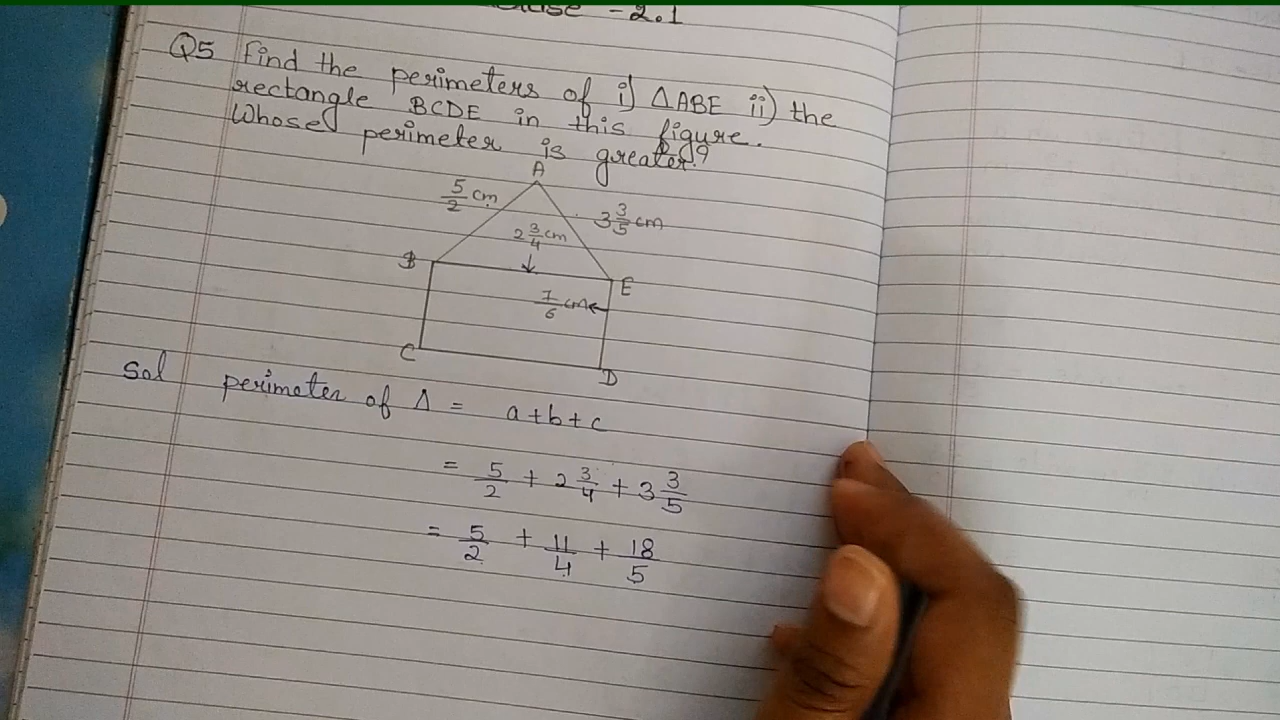 -2.1
Q5 Find the perimeters of i) ΔABE ii) the
rectangle BCDE in this figure.
Whose perimeter is greater?
A
5/2 cm
3 3/5 cm
2 3/4 cm
B
E
7/6 cm
C
D
Sol perimeter of Δ = a+b+c
= 5/2 + 2 3/4 + 3 3/5
= 5/2 + 11/4 + 18/5